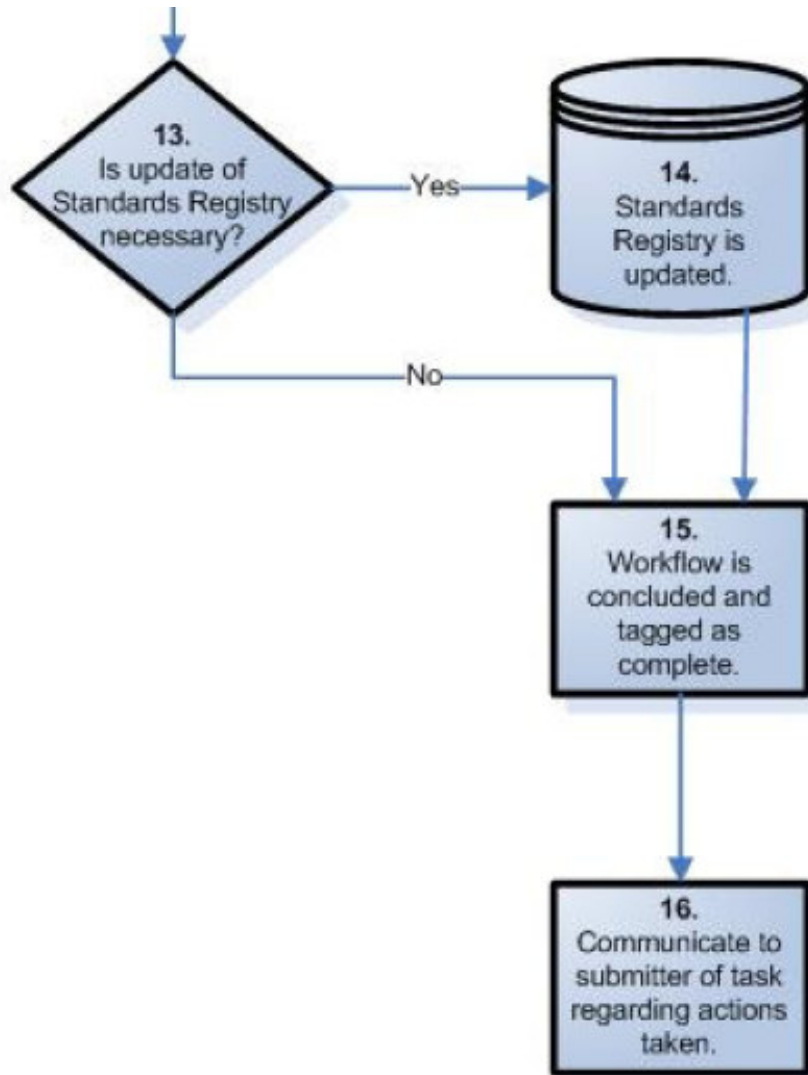 13.
Is update of
Standards Registry
necessary?
Yes
14.
Standards
Registry is
updated.
No
15.
Workflow is
concluded and
tagged as
complete.
16.
Communicate to
submitter of task
regarding actions
taken.